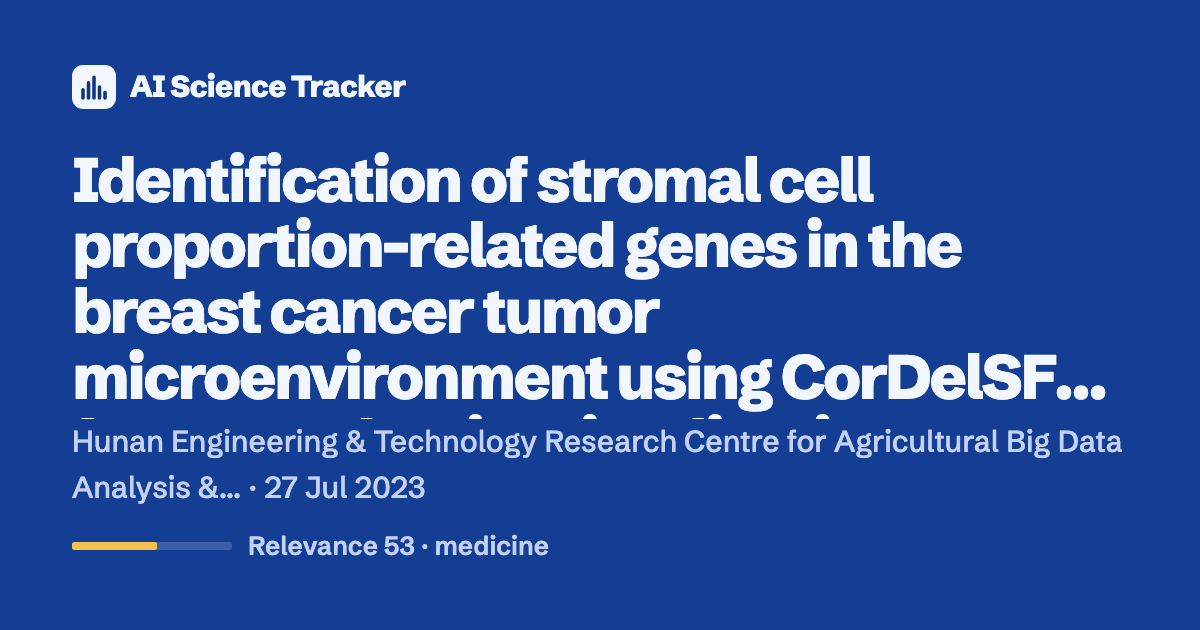 AI Science Tracker
Identification of stromal cell
proportion-related genes in the
breast cancer tumor
microenvironment using CorDelSF...
Hunan Engineering & Technology Research Centre for Agricultural Big Data
Analysis &... · 27 Jul 2023
Relevance 53 · medicine